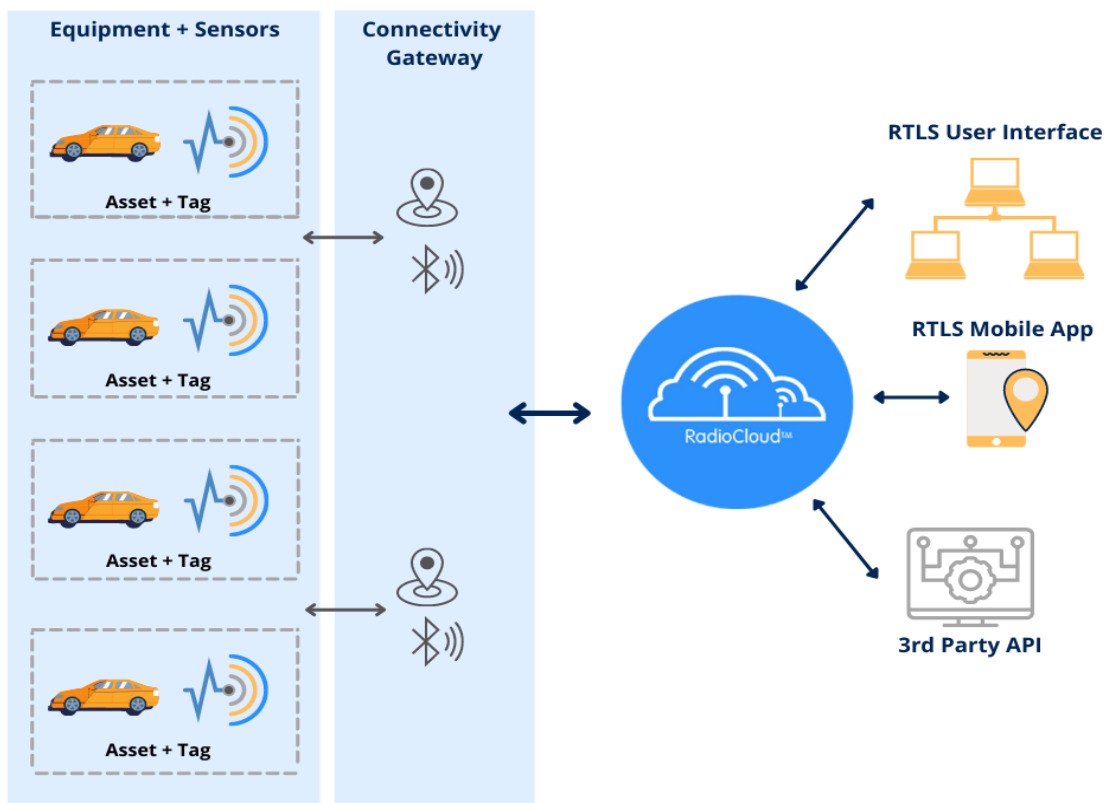 Equipment + Sensors
Connectivity
Gateway
Asset + Tag
Asset + Tag
Asset + Tag
Asset + Tag
RadioCloud™
RTLS User Interface
RTLS Mobile App
3rd Party API